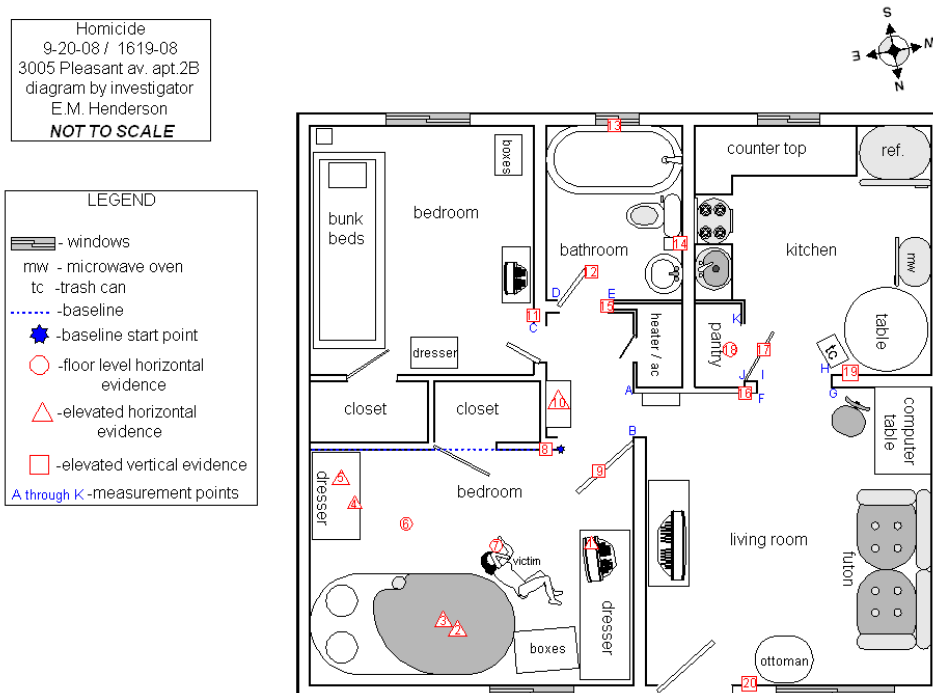 Homicide
9-20-08 / 1619-08
3005 Pleasant av. apt.2B
diagram by investigator
E.M. Henderson
NOT TO SCALE
S
E
W
N
LEGEND
- windows
mw - microwave oven
tc -trash can
-baseline
-baseline start point
-floor level horizontal
evidence
-elevated horizontal
evidence
-elevated vertical evidence
A through K -measurement points
13
boxes
counter top
ref.
bunk
beds
bedroom
bathroom
14
kitchen
mw
12
D
E
15
11
C
K
heater / ac
pantry
18
17
table
tc
dresser
H
19
J
I
A
16
F
G
closet
closet
10
B
8
9
computer
table
dresser
5
4
bedroom
6
7
victim
1
living room
futon
3
2
dresser
boxes
ottoman
20